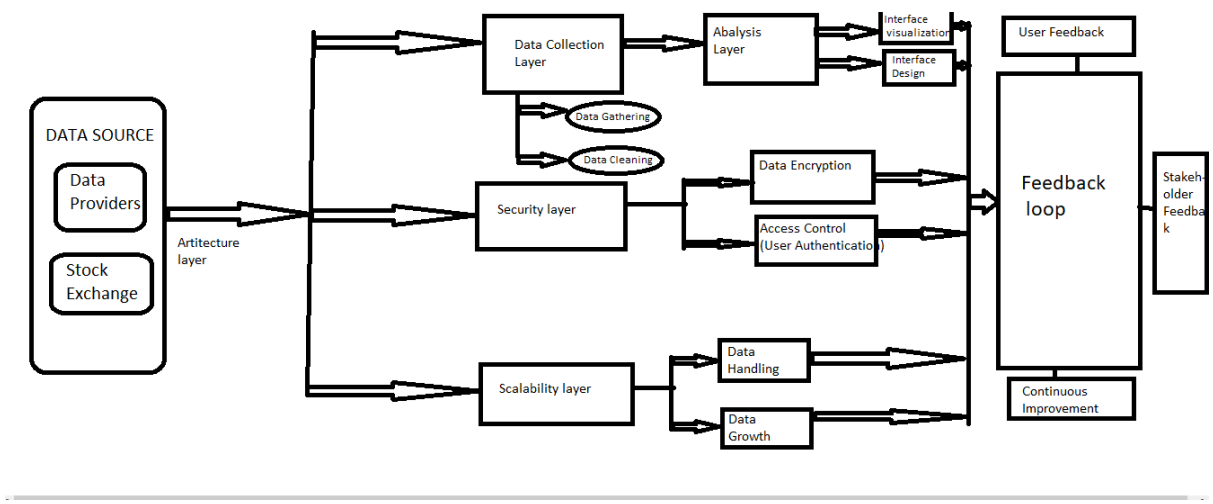 DATA SOURCE
Data
Providers
Stock
Exchange
Artitecture
layer
Data Collection
Layer
Data Gathering
Data Cleaning
Abalysis
Layer
Interface
visualization
Interface
Design
Security layer
Data Encryption
Access Control
(User Authentication)
Scalability layer
Data
Handling
Data
Growth
User Feedback
Feedback
loop
Stakeh-
older
Feedba
k
Continuous
Improvement